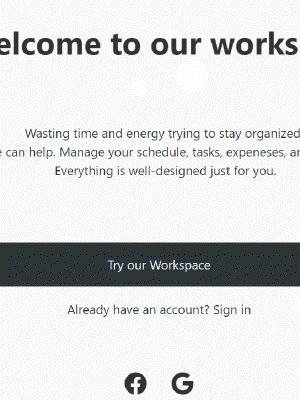 elcome to our works
Wasting time and energy trying to stay organized
e can help. Manage your schedule, tasks, expeneses, an
Everything is well-designed just for you.
Try our Workspace
Already have an account? Sign in